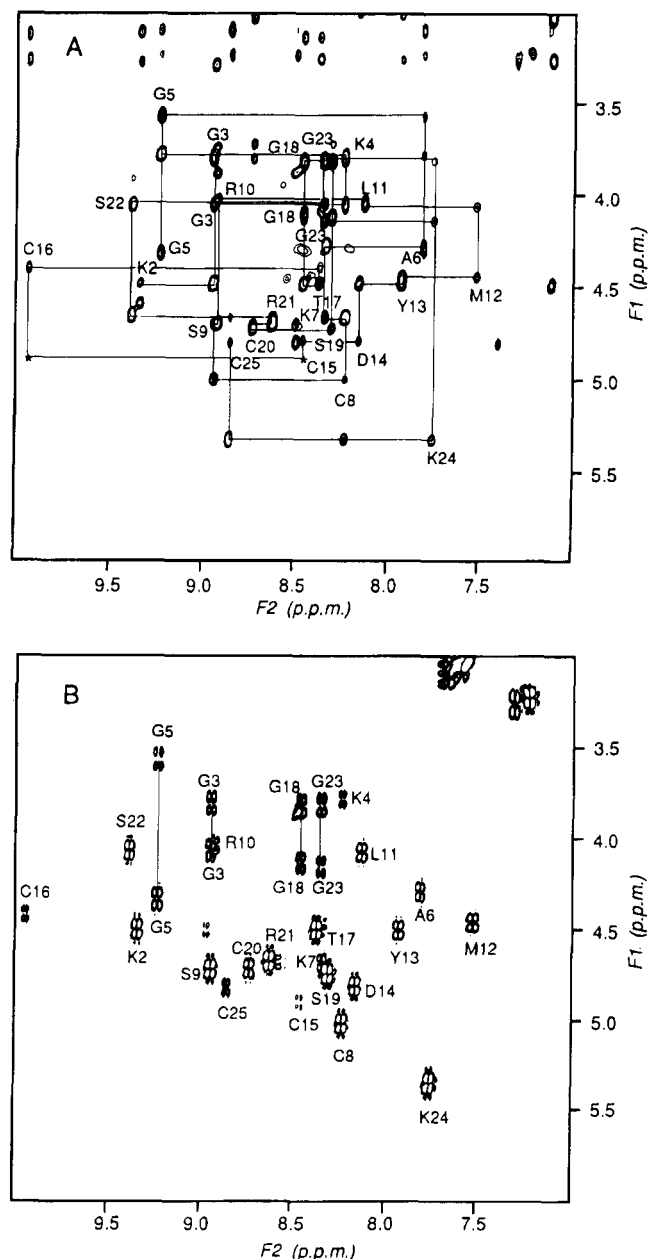 A
G5
G3
G18
G23
K4
R10
L11
S22
G3
G18
G5
G23
A6
C16
K2
R21
K7
T17
Y13
M12
S9
C20
S19
D14
C25
C15
C8
K24
3.5
4.0
4.5
5.0
5.5
F1 (p.p.m.)
9.5
9.0
8.5
8.0
7.5
F2 (p.p.m.)
B
G5
G3
G18
G23
K4
S22
R10
L11
G3
C16
G18
G23
A6
G5
K2
R21
T17
Y13
M12
C20
K7
S9
S19
D14
C25
C15
C8
K24
3.5
4.0
4.5
5.0
5.5
F1 (p.p.m.)
9.5
9.0
8.5
8.0
7.5
F2 (p.p.m.)